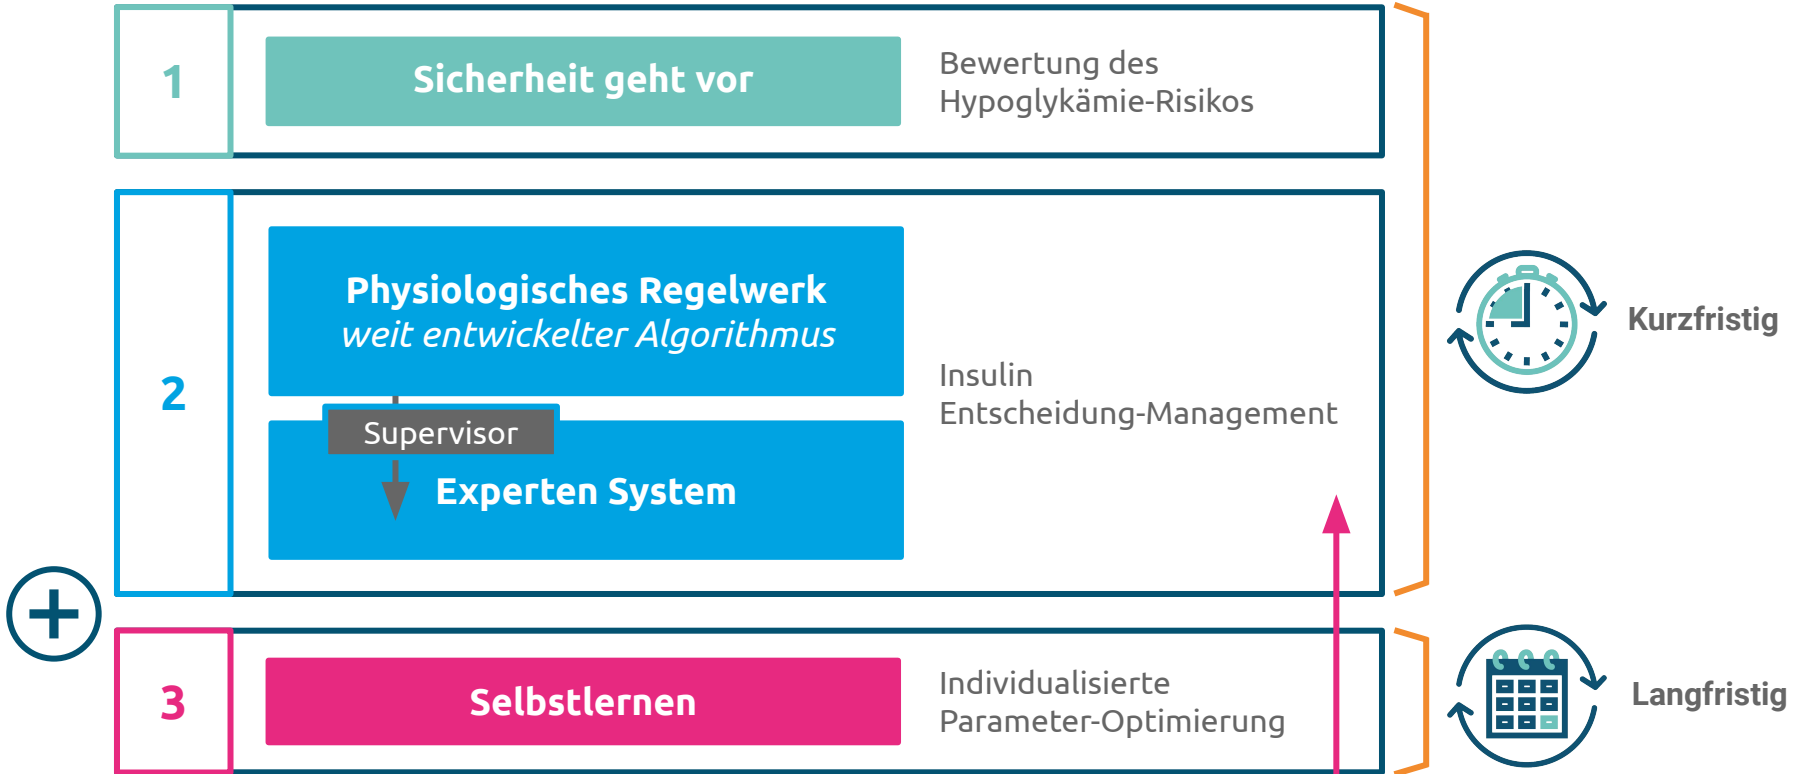 1
Sicherheit geht vor
Bewertung des
Hypoglykämie-Risikos
2
Physiologisches Regelwerk
weit entwickelter Algorithmus
Supervisor
Experten System
Insulin
Entscheidung-Management
Kurzfristig
3
Selbstlernen
Individualisierte
Parameter-Optimierung
Langfristig